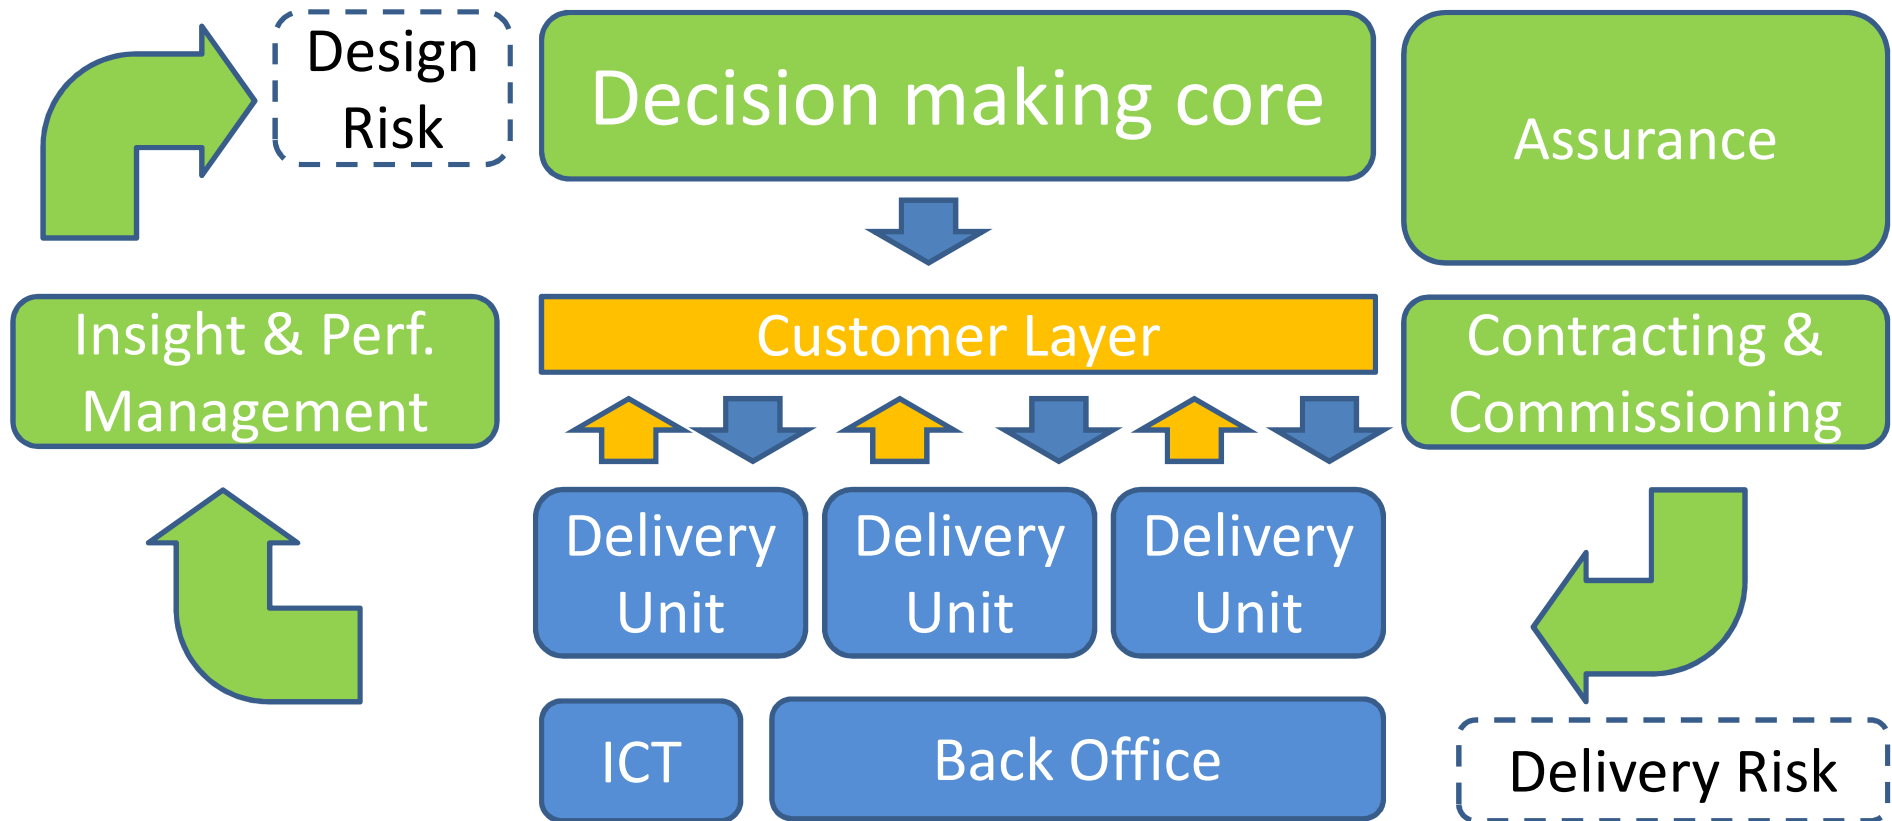 Design
Risk
Decision making core
Assurance
Insight & Perf.
Management
Customer Layer
Contracting &
Commissioning
Delivery
Unit
Delivery
Unit
Delivery
Unit
ICT
Back Office
Delivery Risk